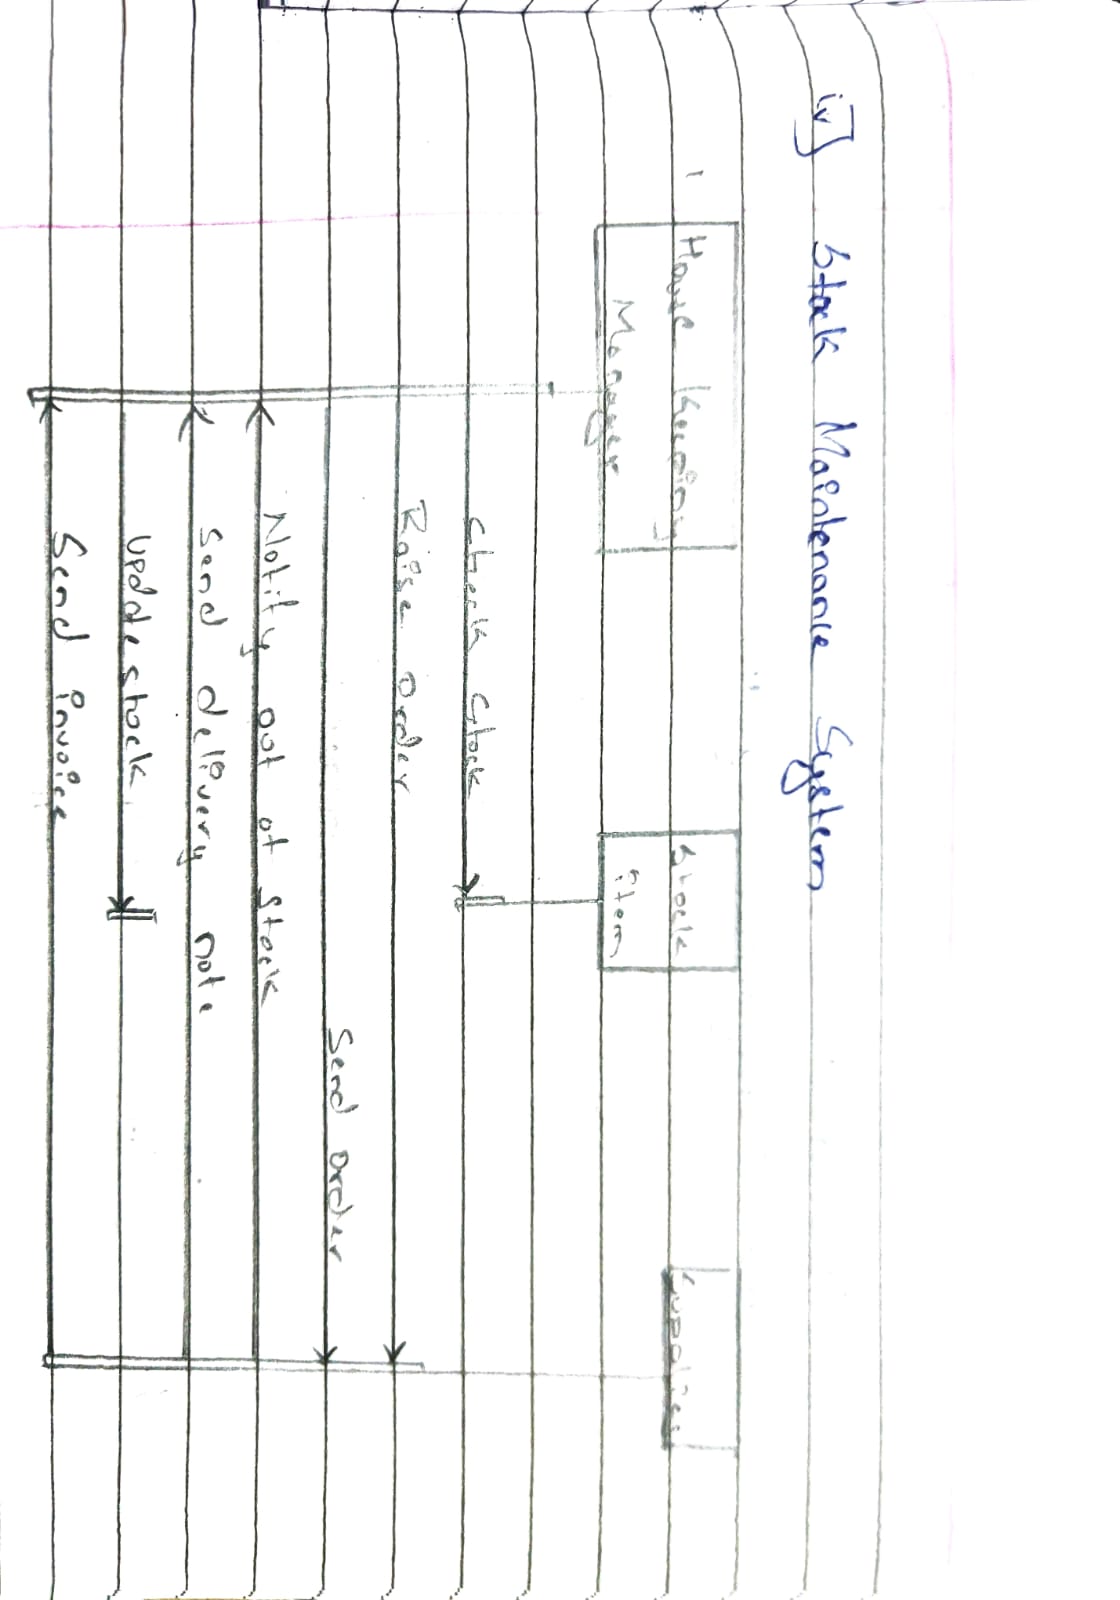 iv] Stock Maintenance System
House Keeping
Manager
Stock
item
Supplier
Check Stock
Raise Order
Send Order
Notify out of stock
Send delivery note
Update stock
Send invoice